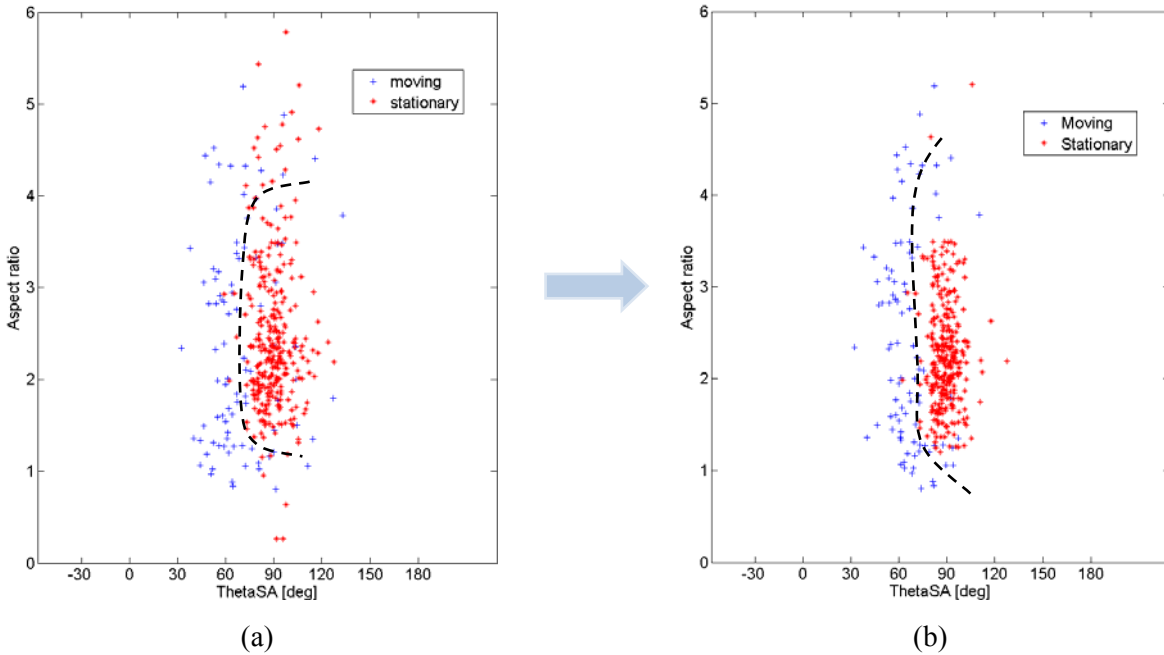 6
5
4
3
2
1
0
Aspect ratio
-30 0 30 60 90 120 150 180
ThetaSA [deg]
moving
stationary
(a)
6
5
4
3
2
1
0
Aspect ratio
-30 0 30 60 90 120 150 180
ThetaSA [deg]
Moving
Stationary
(b)